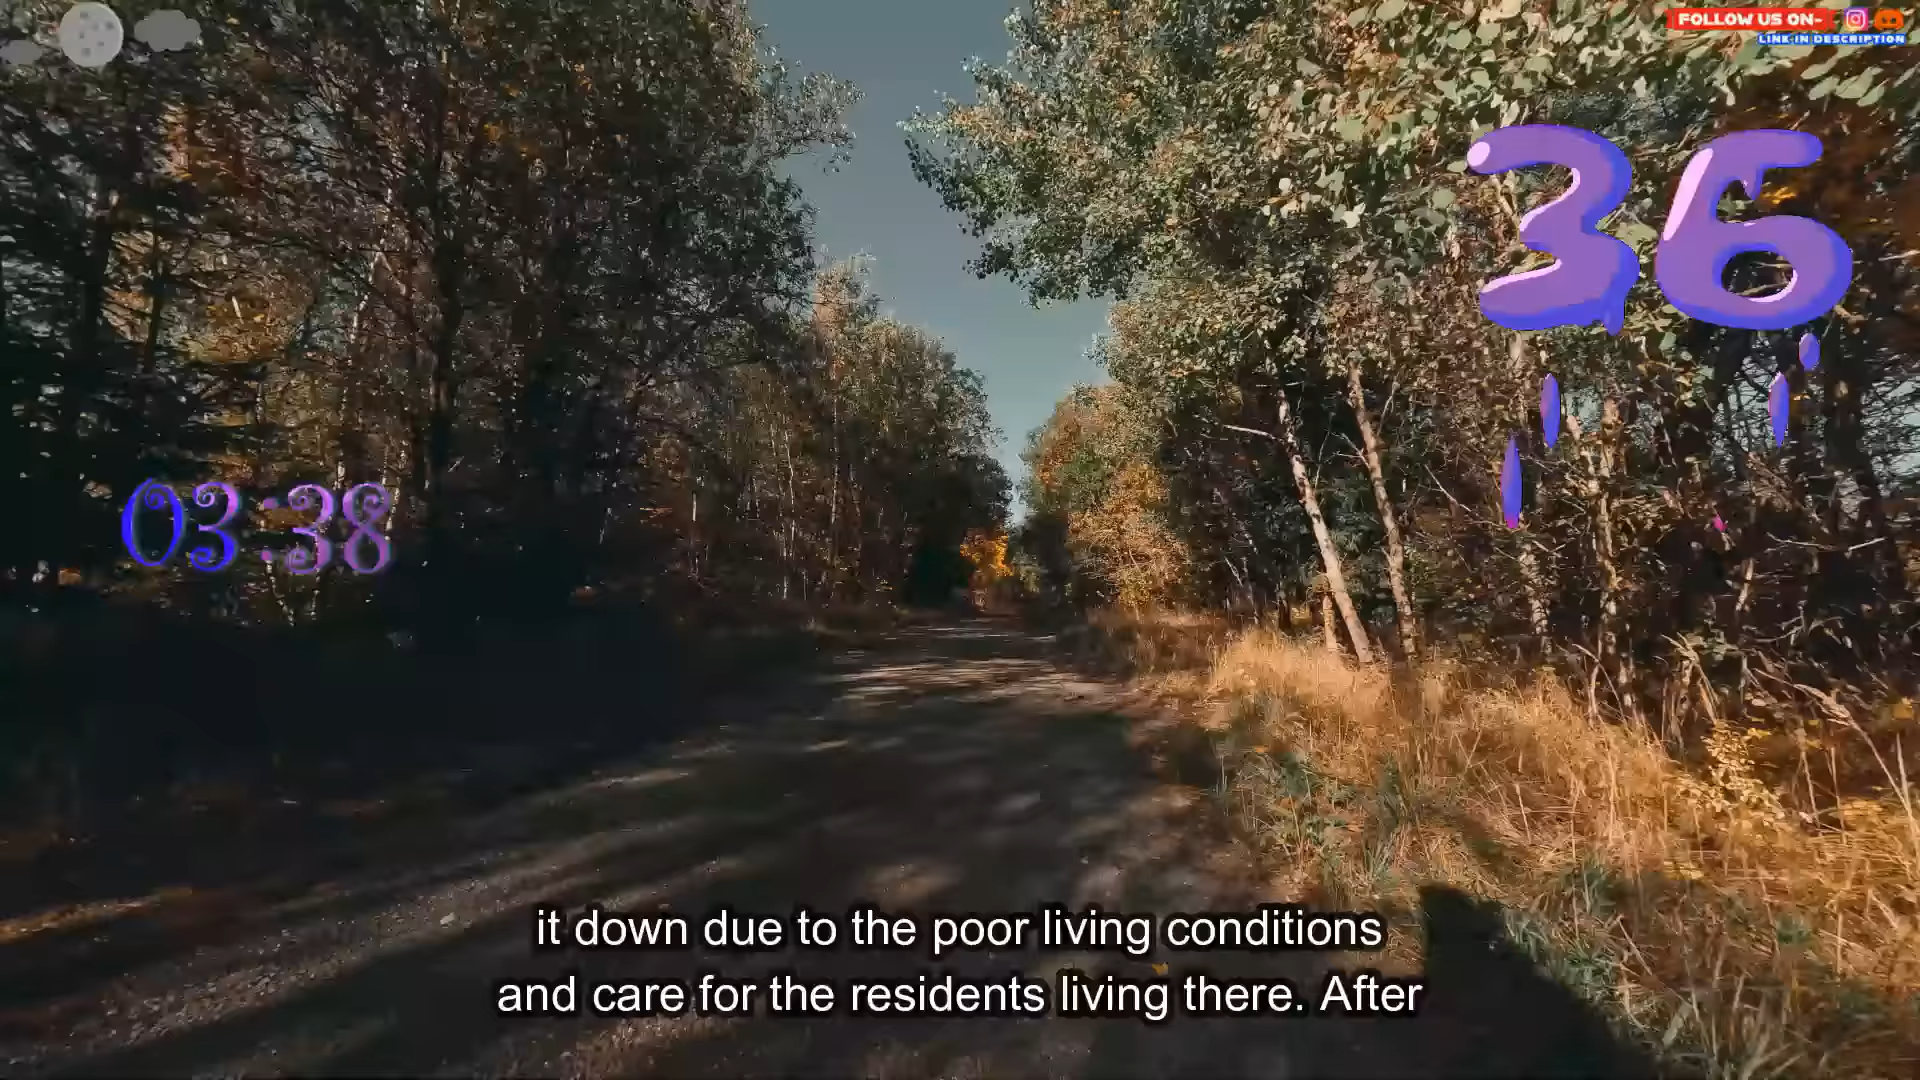 FOLLOW US ON-
LINK IN DESCRIPTION
36
03:38
it down due to the poor living conditions
and care for the residents living there. After